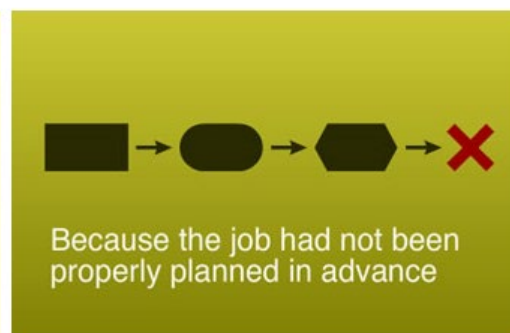 Because the job had not been
properly planned in advance